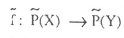 f̃ : P̃(X) → P̃(Y)